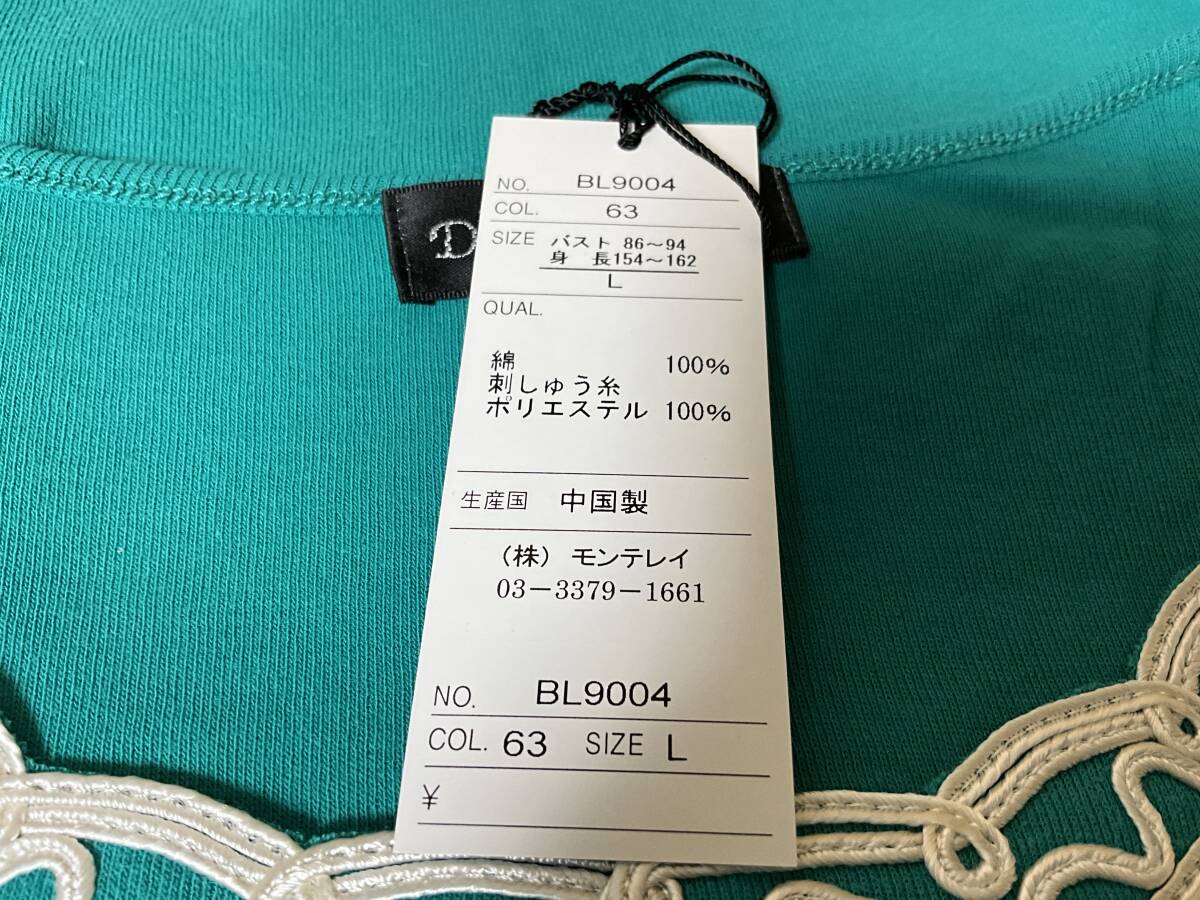 D
NO. BL9004
COL. 63
SIZE バスト 86～94
身 長154～162
L
QUAL.
綿 100%
刺しゅう糸
ポリエステル 100%
生産国 中国製
（株）モンテレイ
03－3379－1661
NO. BL9004
COL. 63 SIZE L
¥